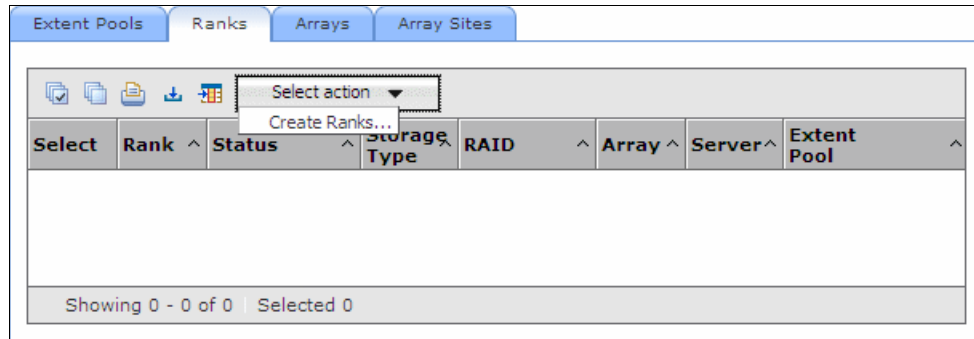 Extent Pools Ranks Arrays Array Sites
Select action
Create Ranks...
Select Rank Status Storage Type RAID Array Server Extent Pool
Showing 0 - 0 of 0 Selected 0